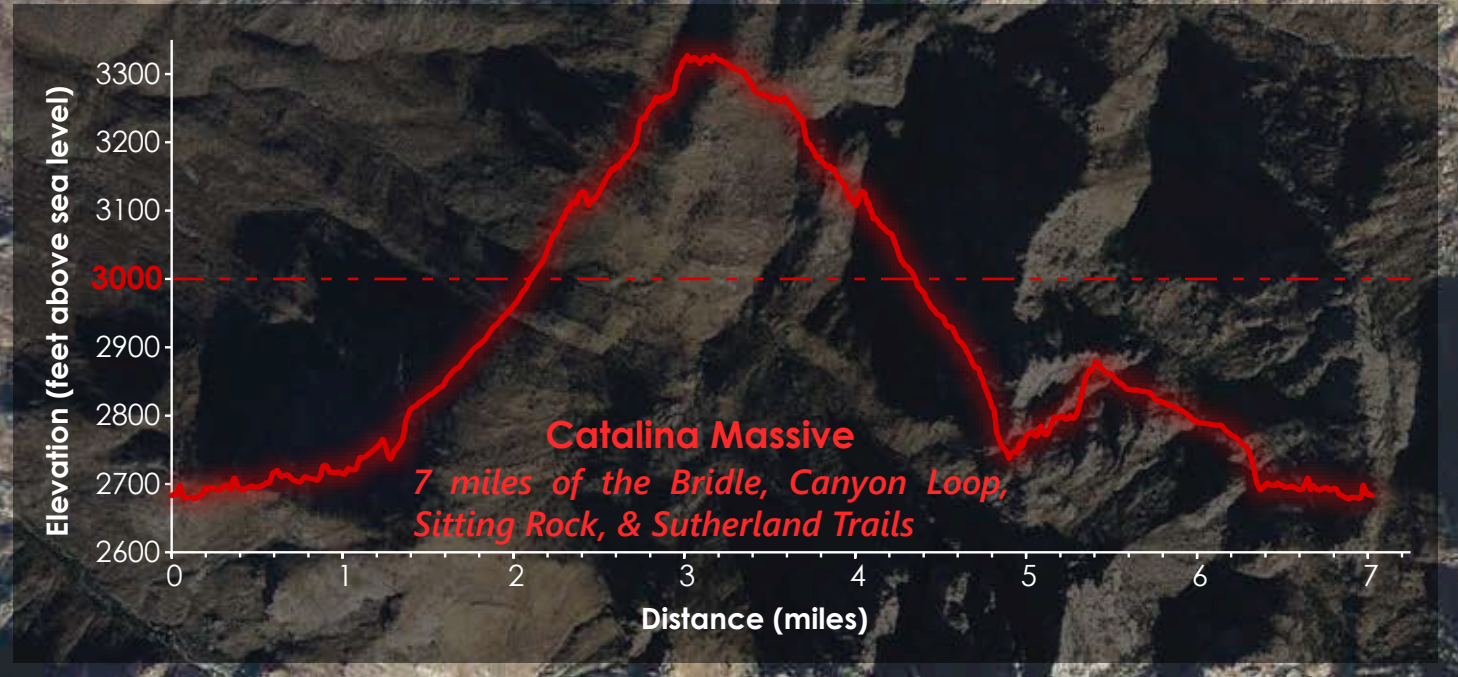 Elevation (feet above sea level)
3300
3200
3100
3000
2900
2800
2700
2600
Catalina Massive
7 miles of the Bridle, Canyon Loop,
Sitting Rock, & Sutherland Trails
0 1 2 3 4 5 6 7
Distance (miles)